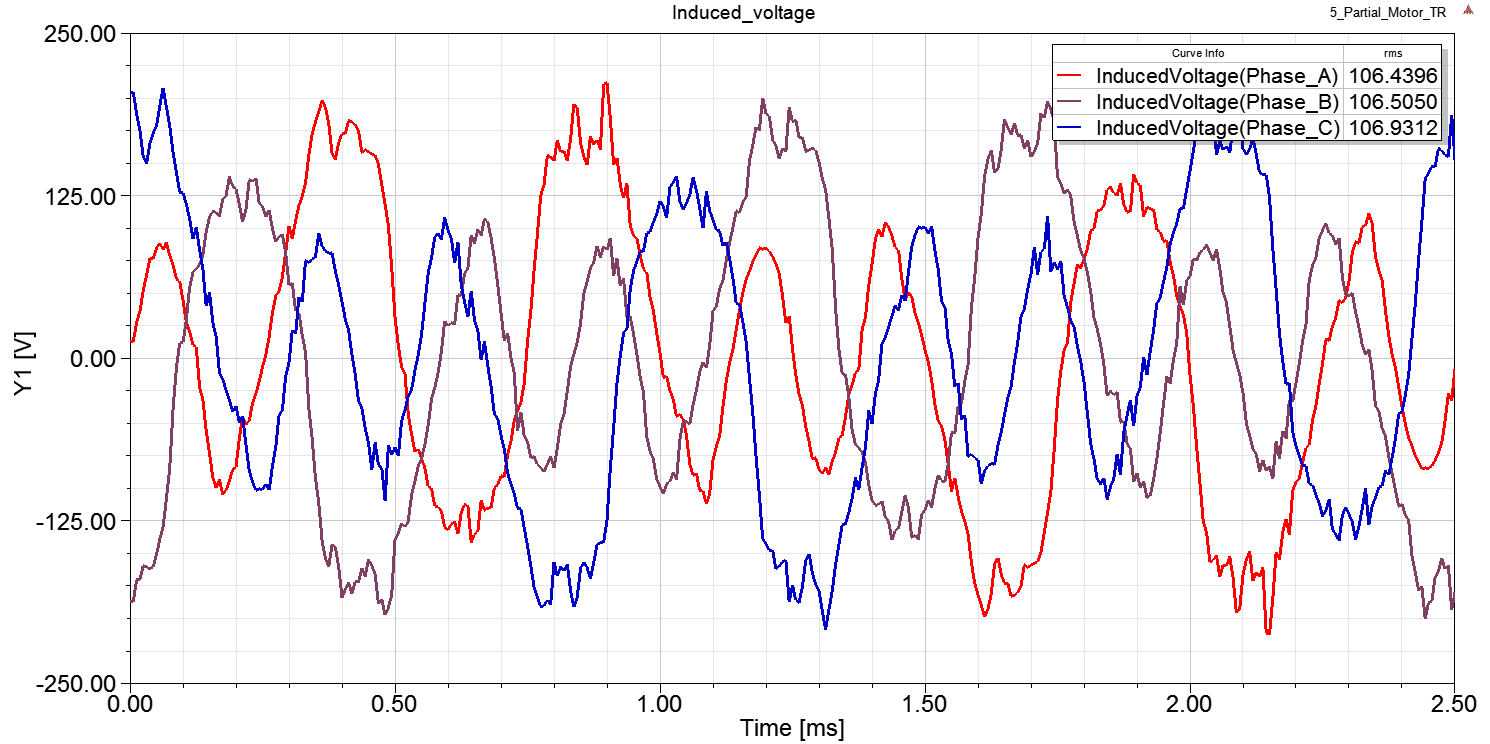 Induced_voltage
5_Partial_Motor_TR
250.00
125.00
0.00
-125.00
-250.00
Y1 [V]
Curve Info rms
InducedVoltage(Phase_A) 106.4396
InducedVoltage(Phase_B) 106.5050
InducedVoltage(Phase_C) 106.9312
0.00 0.50 1.00 1.50 2.00 2.50
Time [ms]